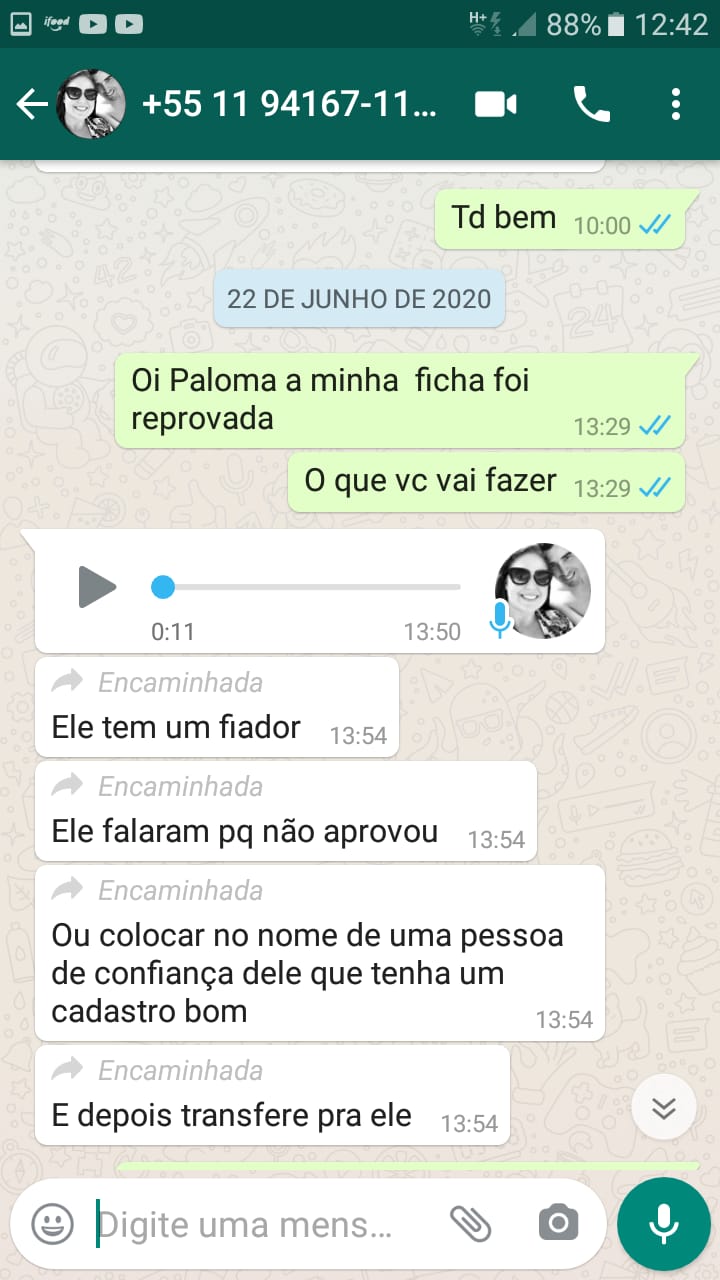 ifood
H+
88%
12:42
+55 11 94167-11...
Td bem
10:00
22 DE JUNHO DE 2020
Oi Paloma a minha ficha foi
reprovada
13:29
O que vc vai fazer
13:29
0:11
13:50
Encaminhada
Ele tem um fiador
13:54
Encaminhada
Ele falaram pq não aprovou
13:54
Encaminhada
Ou colocar no nome de uma pessoa
de confiança dele que tenha um
cadastro bom
13:54
Encaminhada
E depois transfere pra ele
13:54
Digite uma mens...